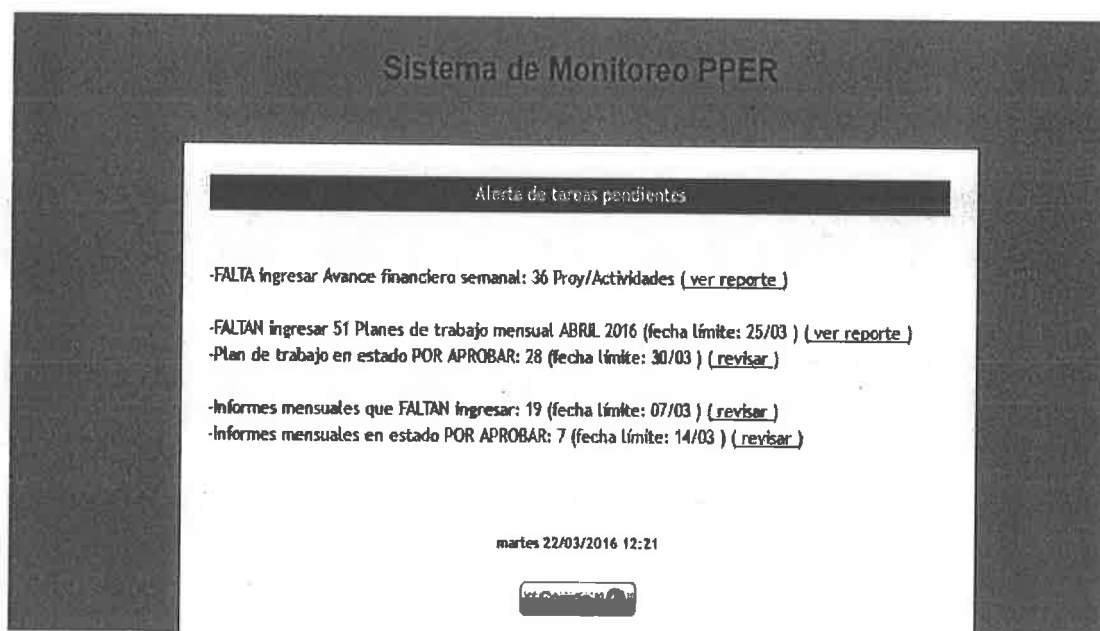 Sistema de Monitoreo PPER
Alerta de tareas pendientes
-FALTA ingresar Avance financiero semanal: 36 Proy/Actividades ( ver reporte )
-FALTAN ingresar 51 Planes de trabajo mensual ABRIL 2016 (fecha límite: 25/03 ) ( ver reporte )
-Plan de trabajo en estado POR APROBAR: 28 (fecha límite: 30/03 ) ( revisar )
-Informes mensuales que FALTAN ingresar: 19 (fecha límite: 07/03 ) ( revisar )
-Informes mensuales en estado POR APROBAR: 7 (fecha límite: 14/03 ) ( revisar )
martes 22/03/2016 12:21